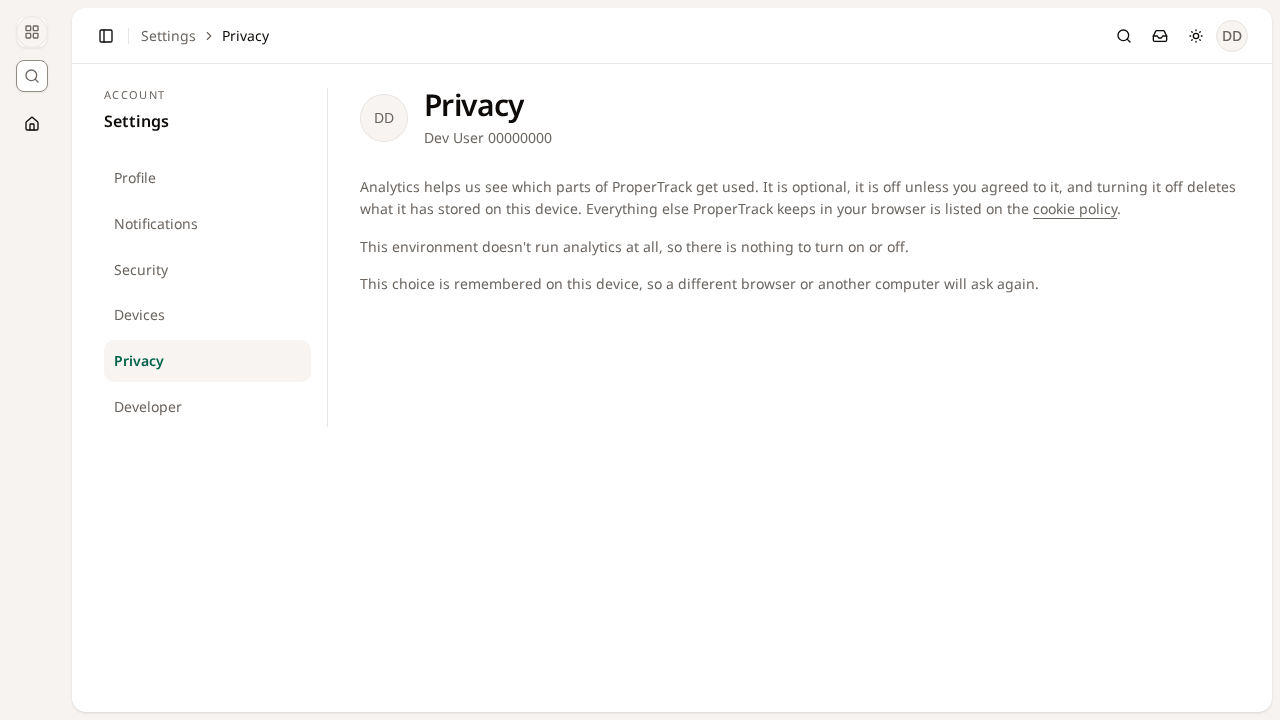 Settings > Privacy
DD
ACCOUNT
Settings
Profile
Notifications
Security
Devices
Privacy
Developer
DD
Privacy
Dev User 00000000
Analytics helps us see which parts of ProperTrack get used. It is optional, it is off unless you agreed to it, and turning it off deletes
what it has stored on this device. Everything else ProperTrack keeps in your browser is listed on the cookie policy.
This environment doesn't run analytics at all, so there is nothing to turn on or off.
This choice is remembered on this device, so a different browser or another computer will ask again.